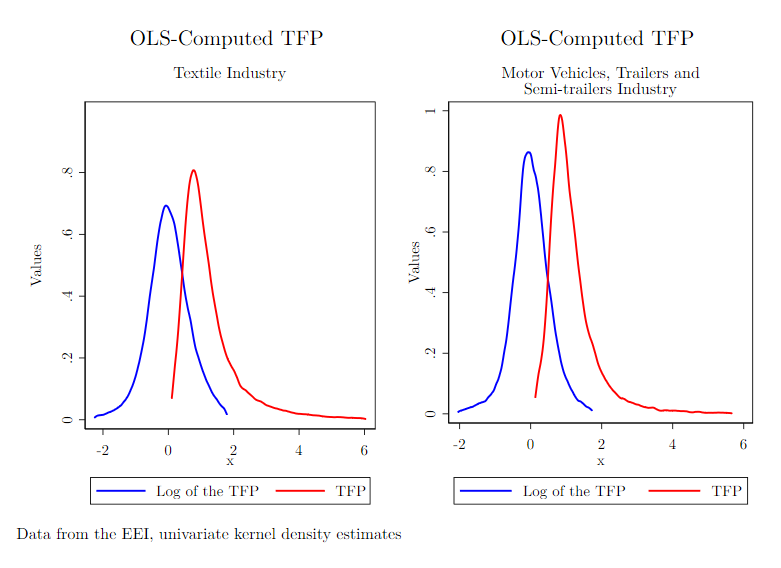 OLS-Computed TFP
Textile Industry
Values
.8
.6
.4
.2
0
-2 0 2 4 6
x
Log of the TFP TFP
OLS-Computed TFP
Motor Vehicles, Trailers and
Semi-trailers Industry
Values
1
.8
.6
.4
.2
0
-2 0 2 4 6
x
Log of the TFP TFP
Data from the EEI, univariate kernel density estimates